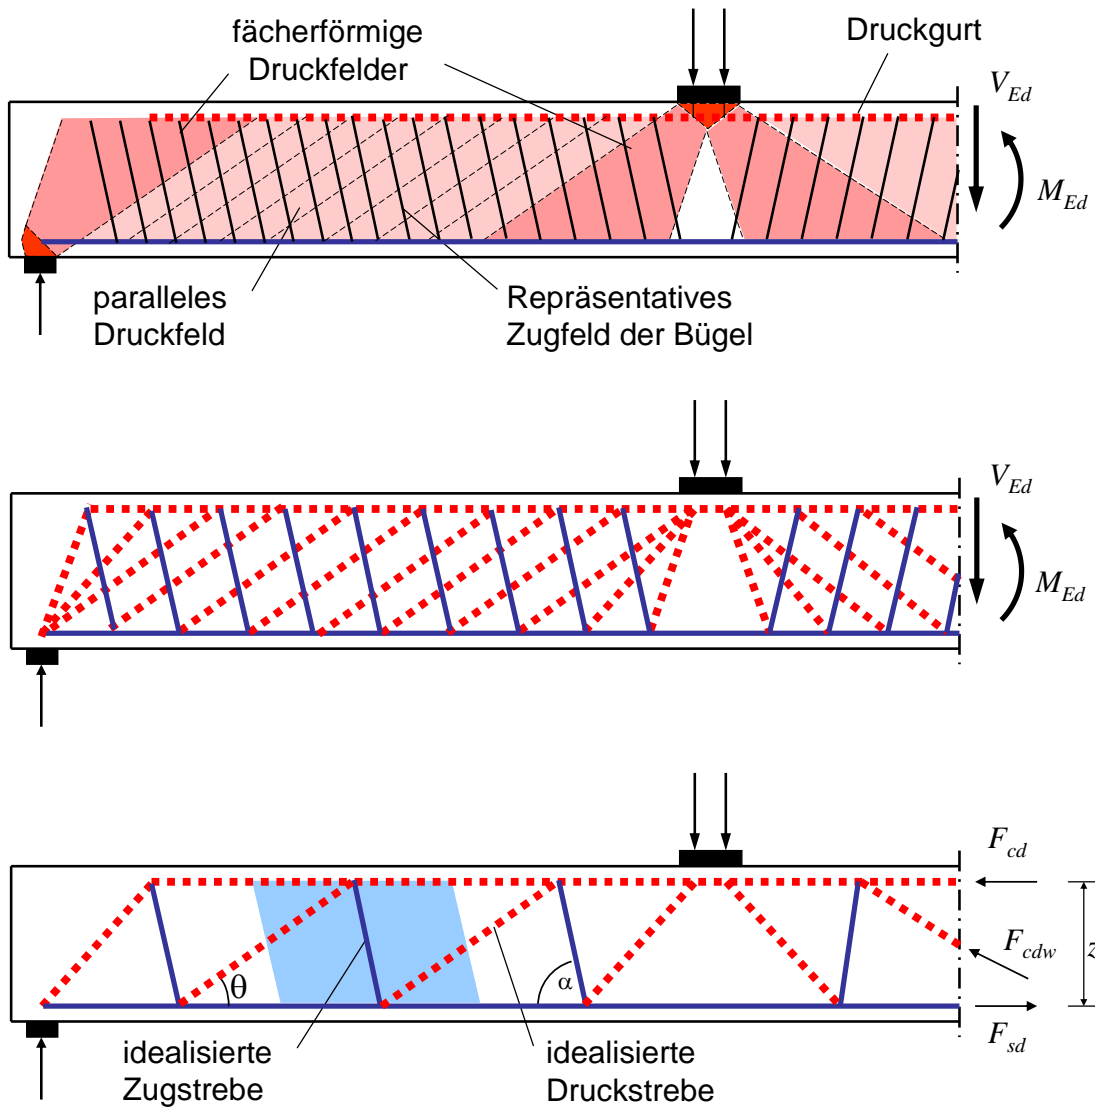 fächerförmige
Druckfelder
Druckgurt
V_Ed
M_Ed
paralleles
Druckfeld
Repräsentatives
Zugfeld der Bügel
V_Ed
M_Ed
F_cd
F_cdw
z
θ
α
F_sd
idealisierte
Zugstrebe
idealisierte
Druckstrebe